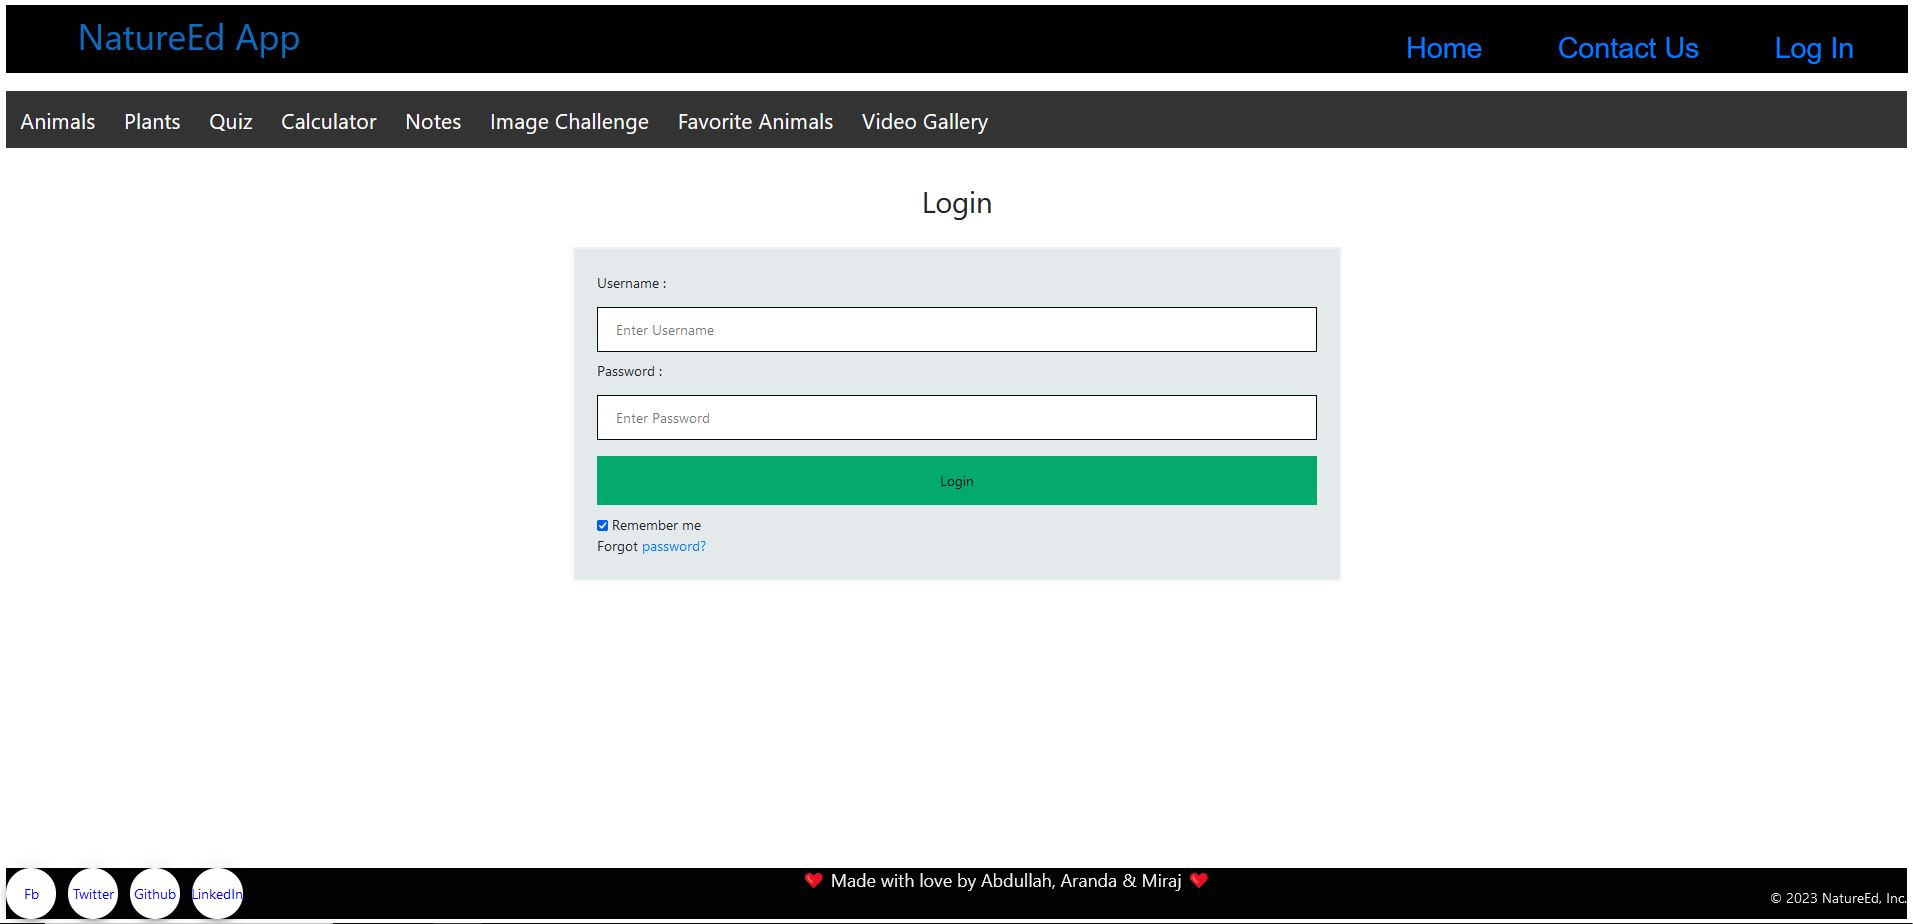 NatureEd App
Home Contact Us Log In
Animals Plants Quiz Calculator Notes Image Challenge Favorite Animals Video Gallery
Login
Username :
Enter Username
Password :
Enter Password
Login
Remember me
Forgot password?
Fb Twitter Github LinkedIn
Made with love by Abdullah, Aranda & Miraj
© 2023 NatureEd, Inc.